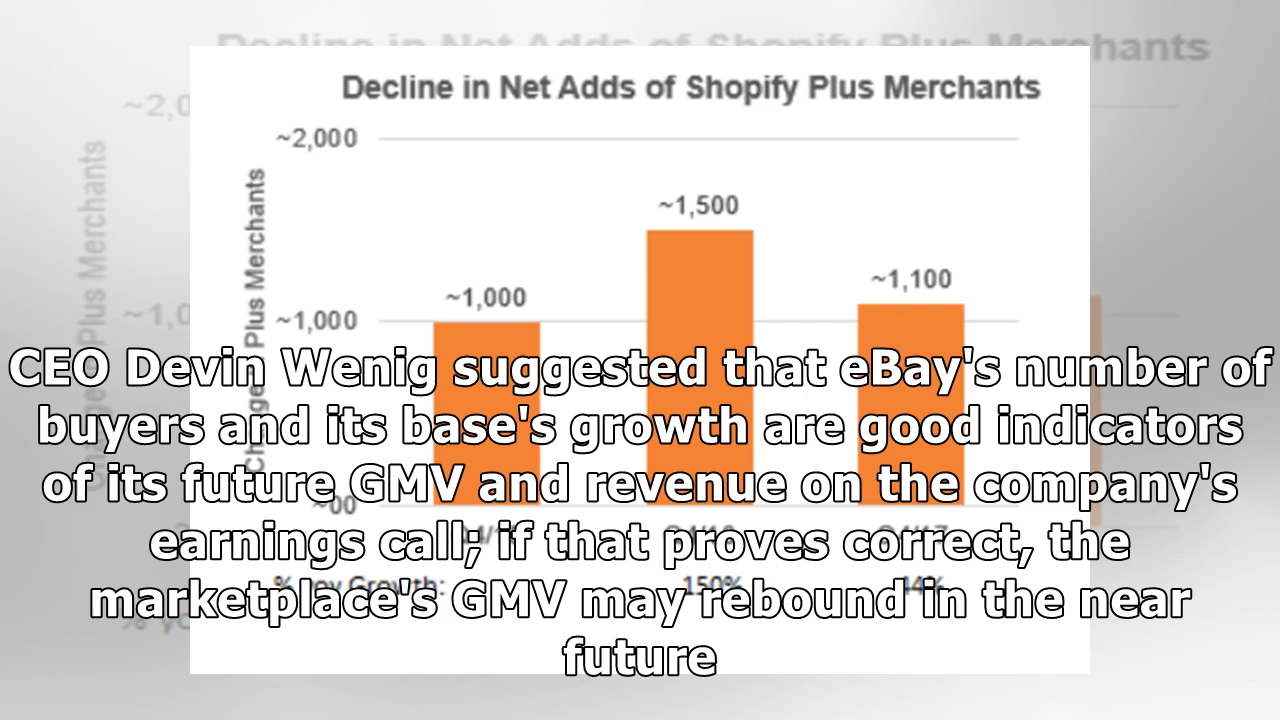 Decline in Net Adds of Shopify Plus Merchants
~2,000
~1,500
~1,100
~1,000
~1,000
Plus Merchants
CEO Devin Wenig suggested that eBay's number of
buyers and its base's growth are good indicators
of its future GMV and revenue on the company's
earnings call; if that proves correct, the
marketplace's GMV may rebound in the near
future
150%
44%